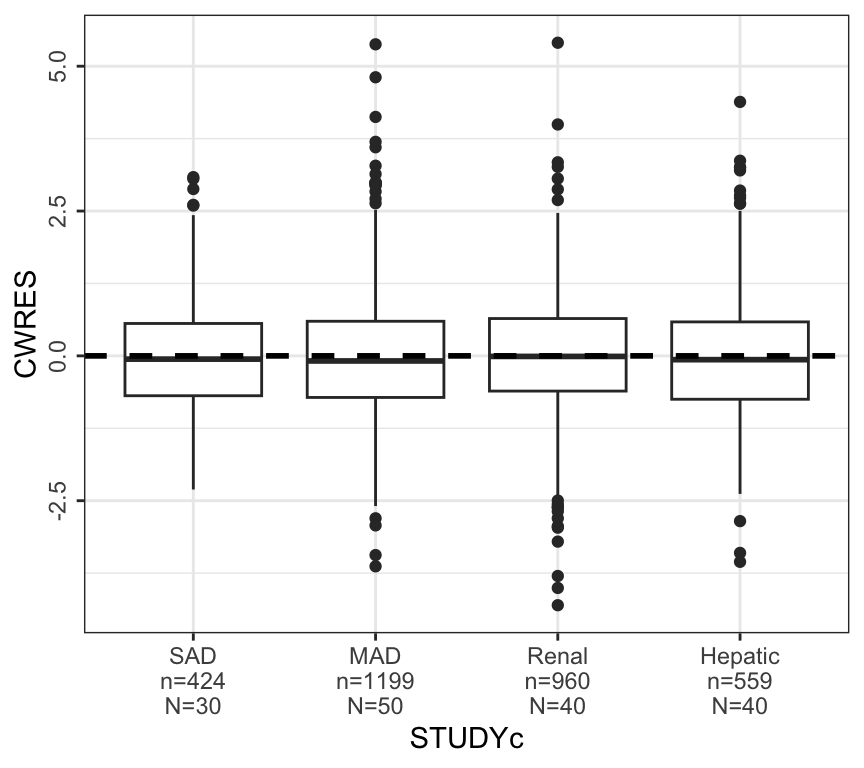 CWRES
5.0
2.5
0.0
-2.5
SAD MAD Renal Hepatic
n=424 n=1199 n=960 n=559
N=30 N=50 N=40 N=40
STUDYc